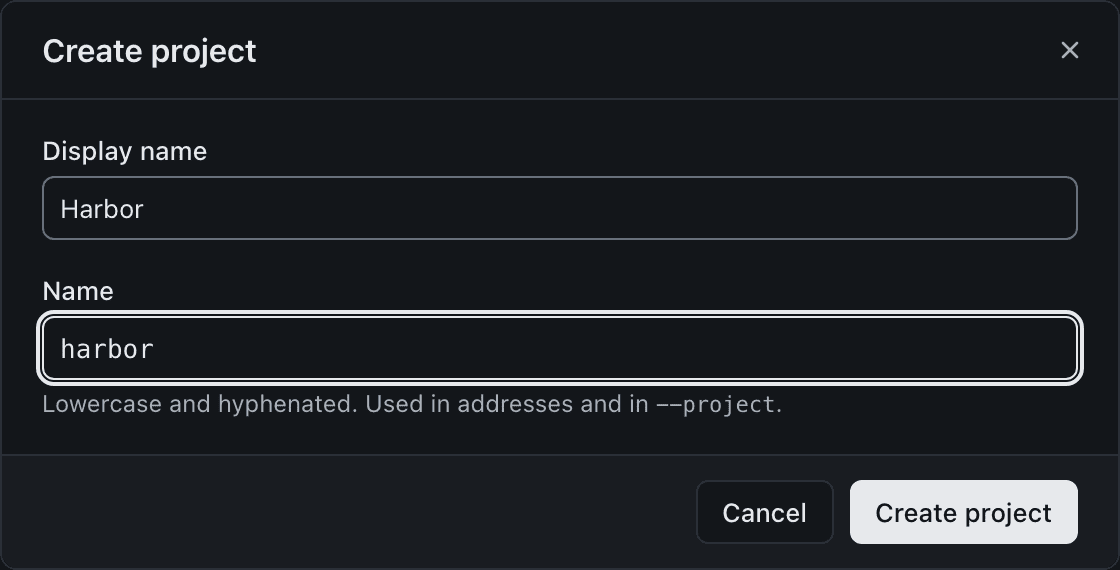 Create project
Display name
Harbor
Name
harbor
Lowercase and hyphenated. Used in addresses and in --project.
Cancel
Create project